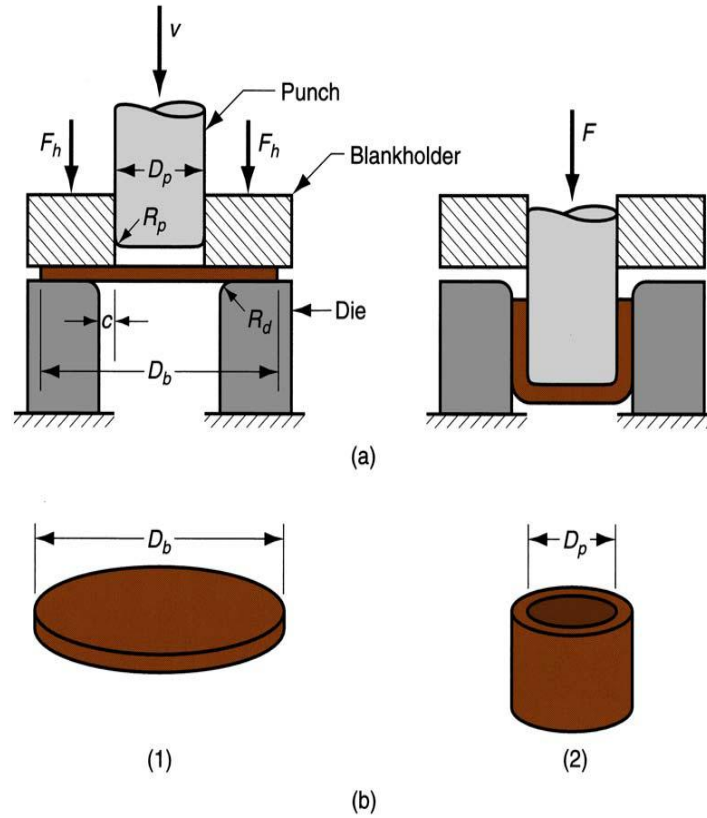 v
Punch
F_h
F_h
F
Blankholder
D_p
R_p
c
R_d
Die
D_b
(a)
D_b
D_p
(1)
(2)
(b)